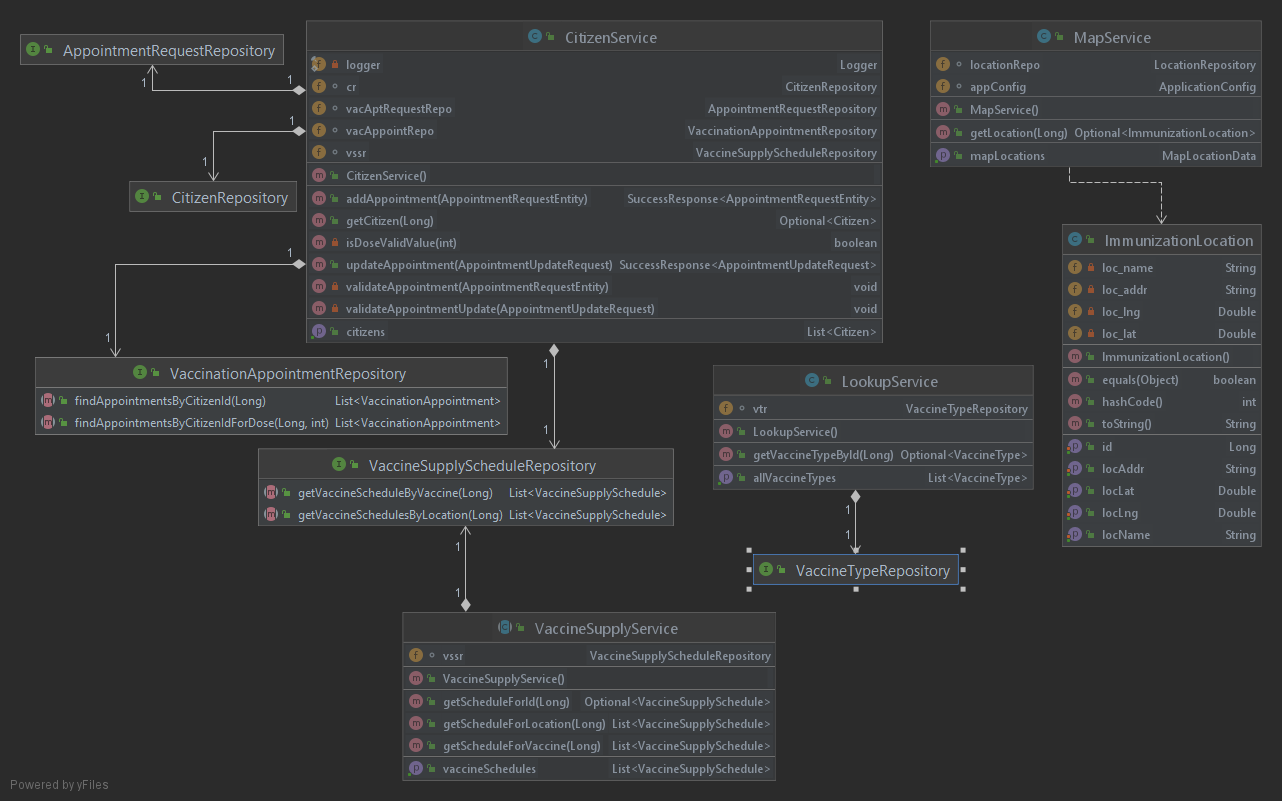 AppointmentRequestRepository
1
1
CitizenService
logger Logger
cr CitizenRepository
vacAptRequestRepo AppointmentRequestRepository
vacAppointRepo VaccinationAppointmentRepository
vssr VaccineSupplyScheduleRepository
CitizenService()
addAppointment(AppointmentRequestEntity) SuccessResponse<AppointmentRequestEntity>
getCitizen(Long) Optional<Citizen>
isDoseValidValue(int) boolean
updateAppointment(AppointmentUpdateRequest) SuccessResponse<AppointmentUpdateRequest>
validateAppointment(AppointmentRequestEntity) void
validateAppointmentUpdate(AppointmentUpdateRequest) void
citizens List<Citizen>
MapService
locationRepo LocationRepository
appConfig ApplicationConfig
MapService()
getLocation(Long) Optional<ImmunizationLocation>
mapLocations MapLocationData
1
1
CitizenRepository
1
1
ImmunizationLocation
loc_name String
loc_addr String
loc_lng Double
loc_lat Double
ImmunizationLocation()
equals(Object) boolean
hashCode() int
toString() String
id Long
locAddr String
locLat Double
locLng Double
locName String
VaccinationAppointmentRepository
findAppointmentsByCitizenId(Long) List<VaccinationAppointment>
findAppointmentsByCitizenIdForDose(Long, int) List<VaccinationAppointment>
1
1
LookupService
vtr VaccineTypeRepository
LookupService()
getVaccineTypeById(Long) Optional<VaccineType>
allVaccineTypes List<VaccineType>
VaccineSupplyScheduleRepository
getVaccineScheduleByVaccine(Long) List<VaccineSupplySchedule>
getVaccineSchedulesByLocation(Long) List<VaccineSupplySchedule>
1
1
VaccineTypeRepository
1
1
VaccineSupplyService
vssr VaccineSupplyScheduleRepository
VaccineSupplyService()
getScheduleForId(Long) Optional<VaccineSupplySchedule>
getScheduleForLocation(Long) List<VaccineSupplySchedule>
getScheduleForVaccine(Long) List<VaccineSupplySchedule>
vaccineSchedules List<VaccineSupplySchedule>
Powered by yFiles